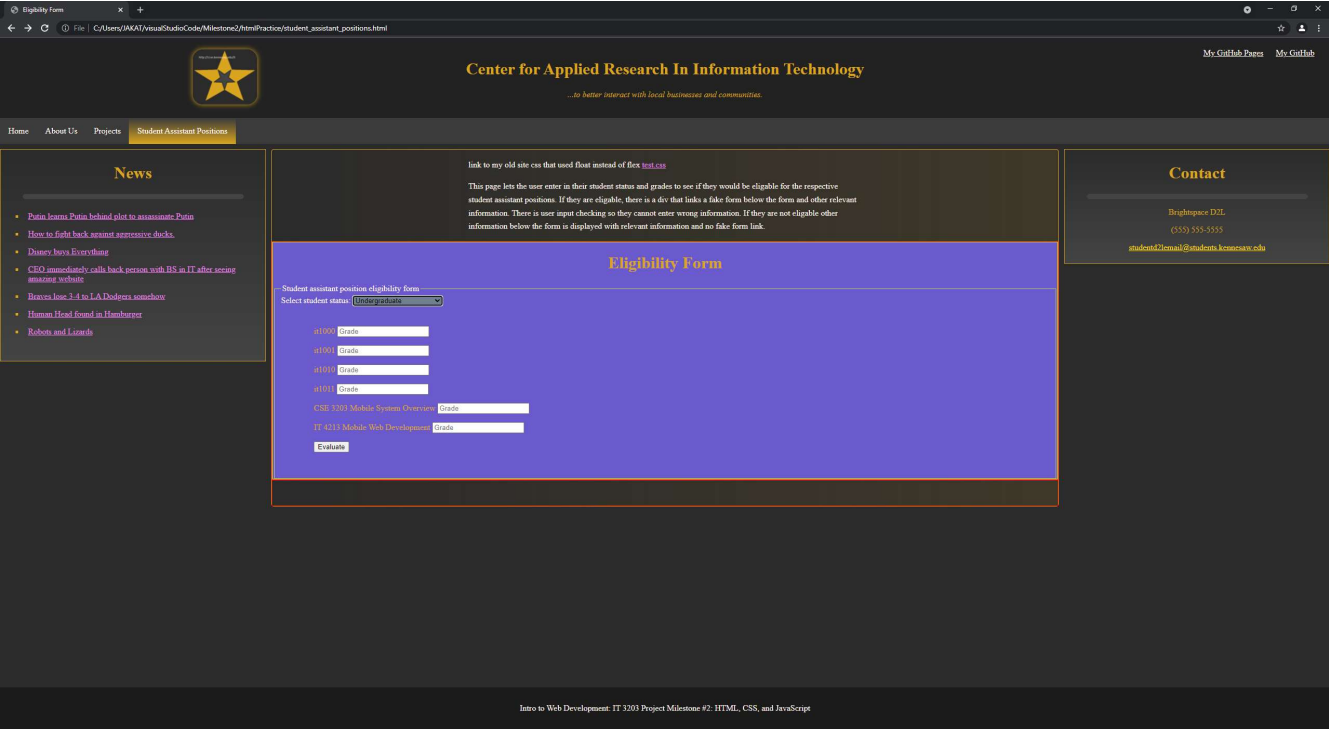 Eligibility Form
File | C:/Users/JAKAT/visualStudioCode/Milestone2/htmlPractice/student_assistant_positions.html
My GitHub Pages My GitHub
Center for Applied Research In Information Technology
...to better interact with local businesses and communities.
Home About Us Projects Student Assistant Positions
News
Putin learns Putin behind plot to assassinate Putin
How to fight back against aggressive ducks.
Disney buys Everything
CEO immediately calls back person with BS in IT after seeing
amazing website
Braves lose 3-4 to LA Dodgers somehow
Human Head found in Hamburger
Robots and Lizards
link to my old site css that used float instead of flex test.css
This page lets the user enter in their student status and grades to see if they would be eligable for the respective
student assistant positions. If they are eligable, there is a div that links a fake form below the form and other relevant
information. There is user input checking so they cannot enter wrong information. If they are not eligable other
information below the form is displayed with relevant information and no fake form link.
Eligibility Form
Student assistant position eligibility form
Select student status: Undergraduate
it1000 Grade
it1001 Grade
it1010 Grade
it1011 Grade
CSE 3203 Mobile System Overview Grade
IT 4213 Mobile Web Development Grade
Evaluate
Contact
Brightspace D2L
(555) 555-5555
studentd2lemail@students.kennesaw.edu
Intro to Web Development: IT 3203 Project Milestone #2: HTML, CSS, and JavaScript